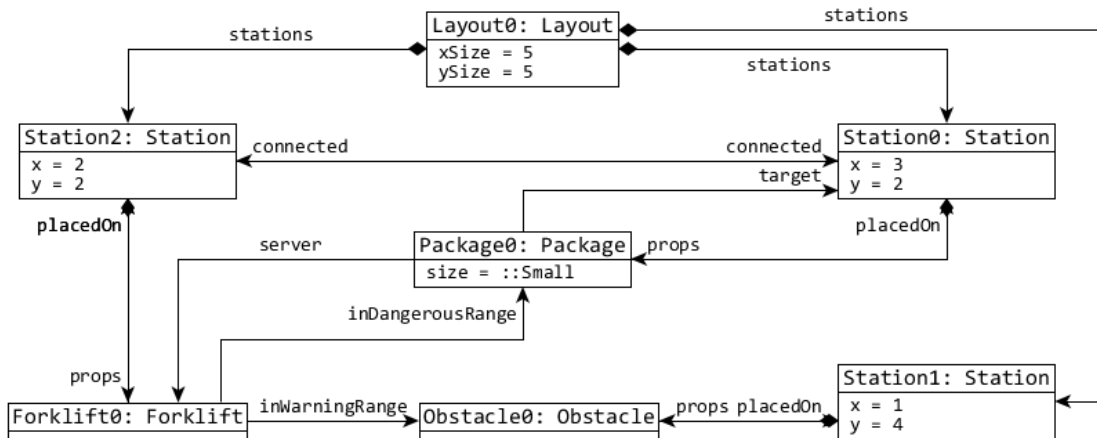 stations
Layout0: Layout
xSize = 5
ySize = 5
stations
stations
Station2: Station
x = 2
y = 2
connected
connected
Station0: Station
x = 3
y = 2
target
placedOn
placedOn
server
Package0: Package
size = ::Small
props
inDangerousRange
props
Station1: Station
x = 1
y = 4
Forklift0: Forklift
inWarningRange
Obstacle0: Obstacle
props placedOn